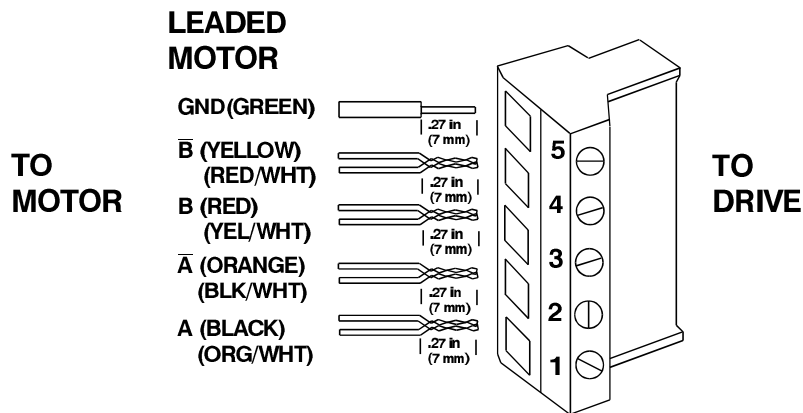 LEADED
MOTOR
GND(GREEN)
.27 in
(7 mm)
B̅ (YELLOW)
(RED/WHT)
.27 in
(7 mm)
B (RED)
(YEL/WHT)
.27 in
(7 mm)
A̅ (ORANGE)
(BLK/WHT)
.27 in
(7 mm)
A (BLACK)
(ORG/WHT)
.27 in
(7 mm)
TO
MOTOR
5
4
3
2
1
TO
DRIVE